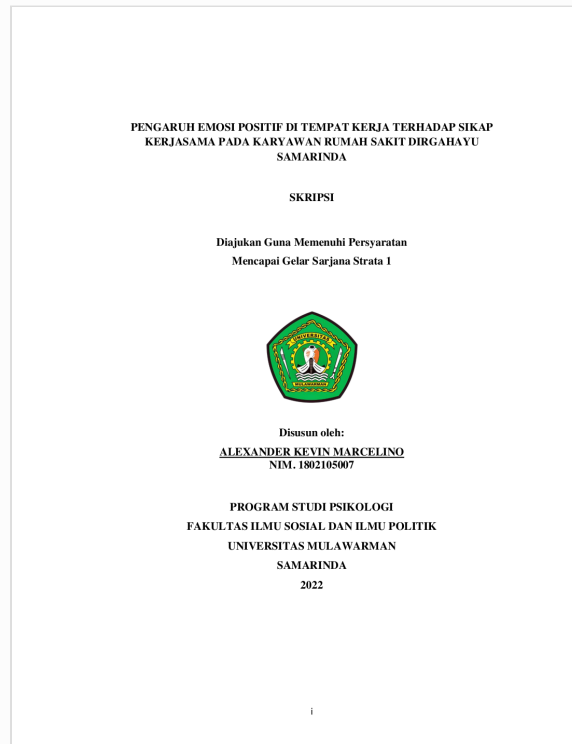 PENGARUH EMOSI POSITIF DI TEMPAT KERJA TERHADAP SIKAP
KERJASAMA PADA KARYAWAN RUMAH SAKIT DIRGAHAYU
SAMARINDA
SKRIPSI
Diajukan Guna Memenuhi Persyaratan
Mencapai Gelar Sarjana Strata 1
UNIVERSITAS
MULAWARMAN
Disusun oleh:
ALEXANDER KEVIN MARCELINO
NIM. 1802105007
PROGRAM STUDI PSIKOLOGI
FAKULTAS ILMU SOSIAL DAN ILMU POLITIK
UNIVERSITAS MULAWARMAN
SAMARINDA
2022
i